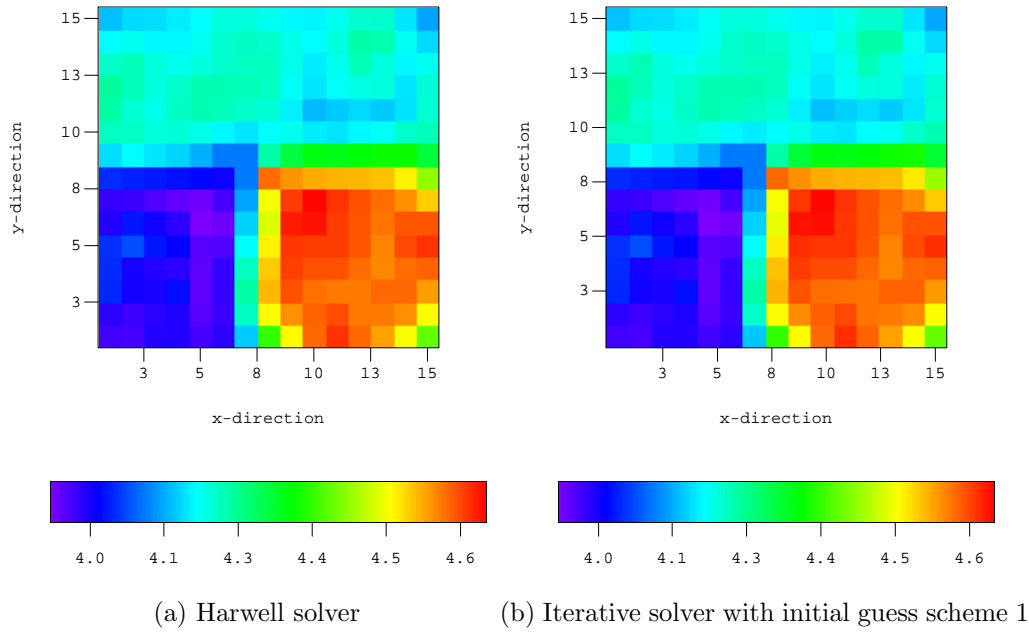 15
13
10
8
5
3
y-direction
3 5 8 10 13 15
x-direction
4.0 4.1 4.3 4.4 4.5 4.6
(a) Harwell solver
15
13
10
8
5
3
y-direction
3 5 8 10 13 15
x-direction
4.0 4.1 4.3 4.4 4.5 4.6
(b) Iterative solver with initial guess scheme 1